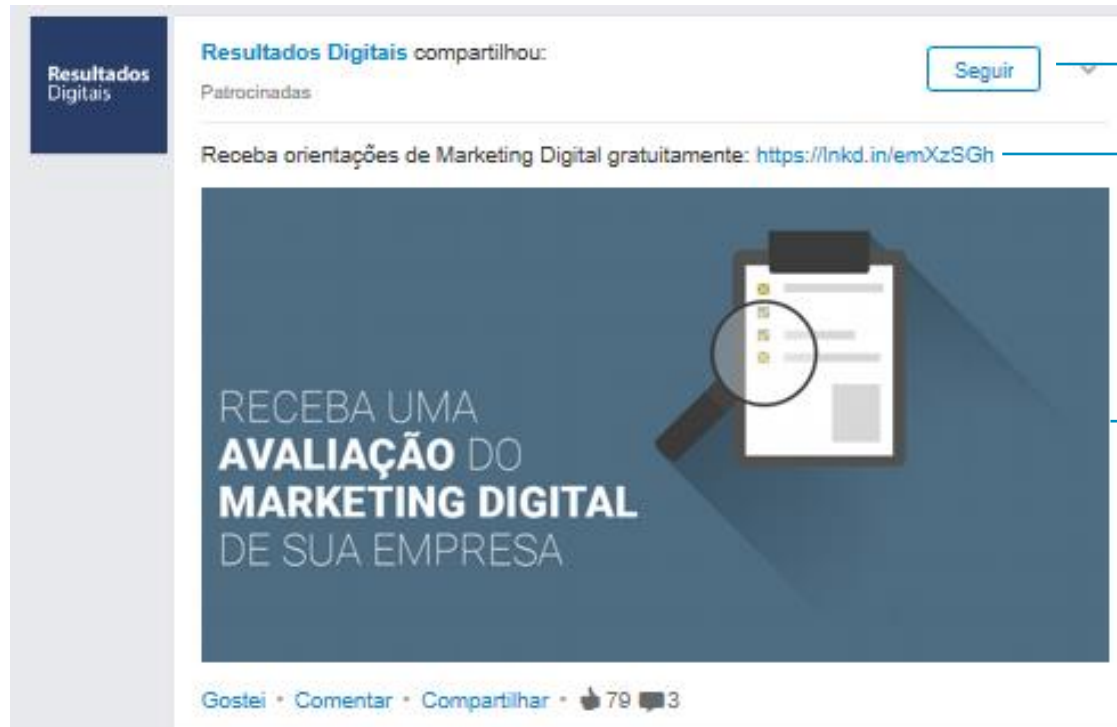 Resultados
Digitais
Resultados Digitais compartilhou:
Seguir
Patrocinadas
Receba orientações de Marketing Digital gratuitamente: https://lnkd.in/emXzSGh
RECEBA UMA
AVALIAÇÃO DO
MARKETING DIGITAL
DE SUA EMPRESA
Gostei • Comentar • Compartilhar • 79 3